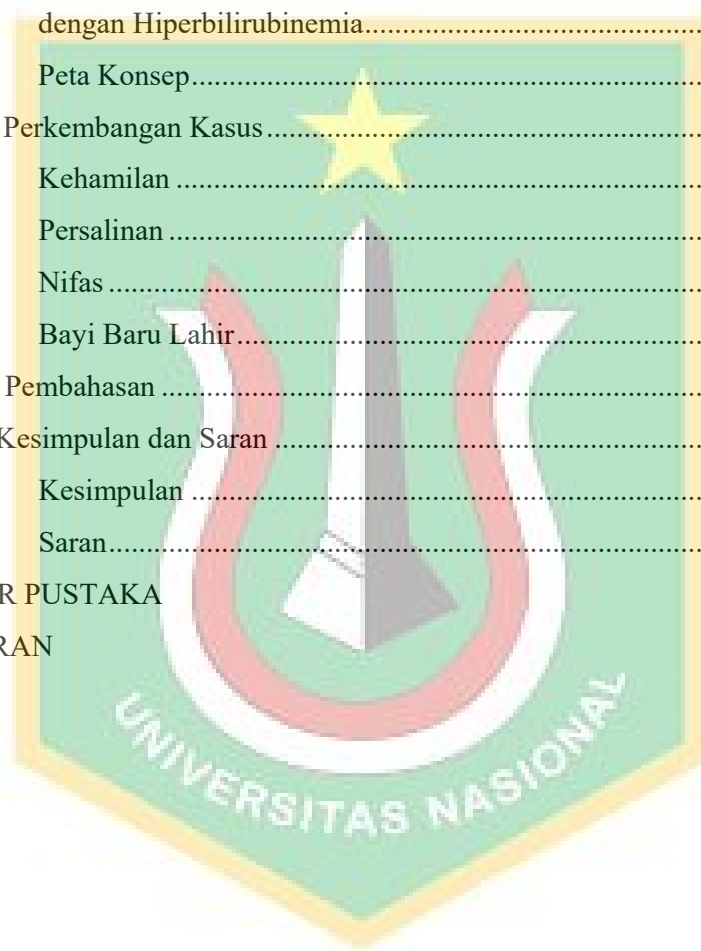 dengan Hiperbilirubinemia................................................
Peta Konsep......................................................................
Perkembangan Kasus.........................................................
Kehamilan ........................................................................
Persalinan .........................................................................
Nifas .................................................................................
Bayi Baru Lahir.................................................................
Pembahasan ......................................................................
Kesimpulan dan Saran .......................................................
Kesimpulan ......................................................................
Saran.................................................................................
R PUSTAKA
RAN
UNIVERSITAS NASIONAL